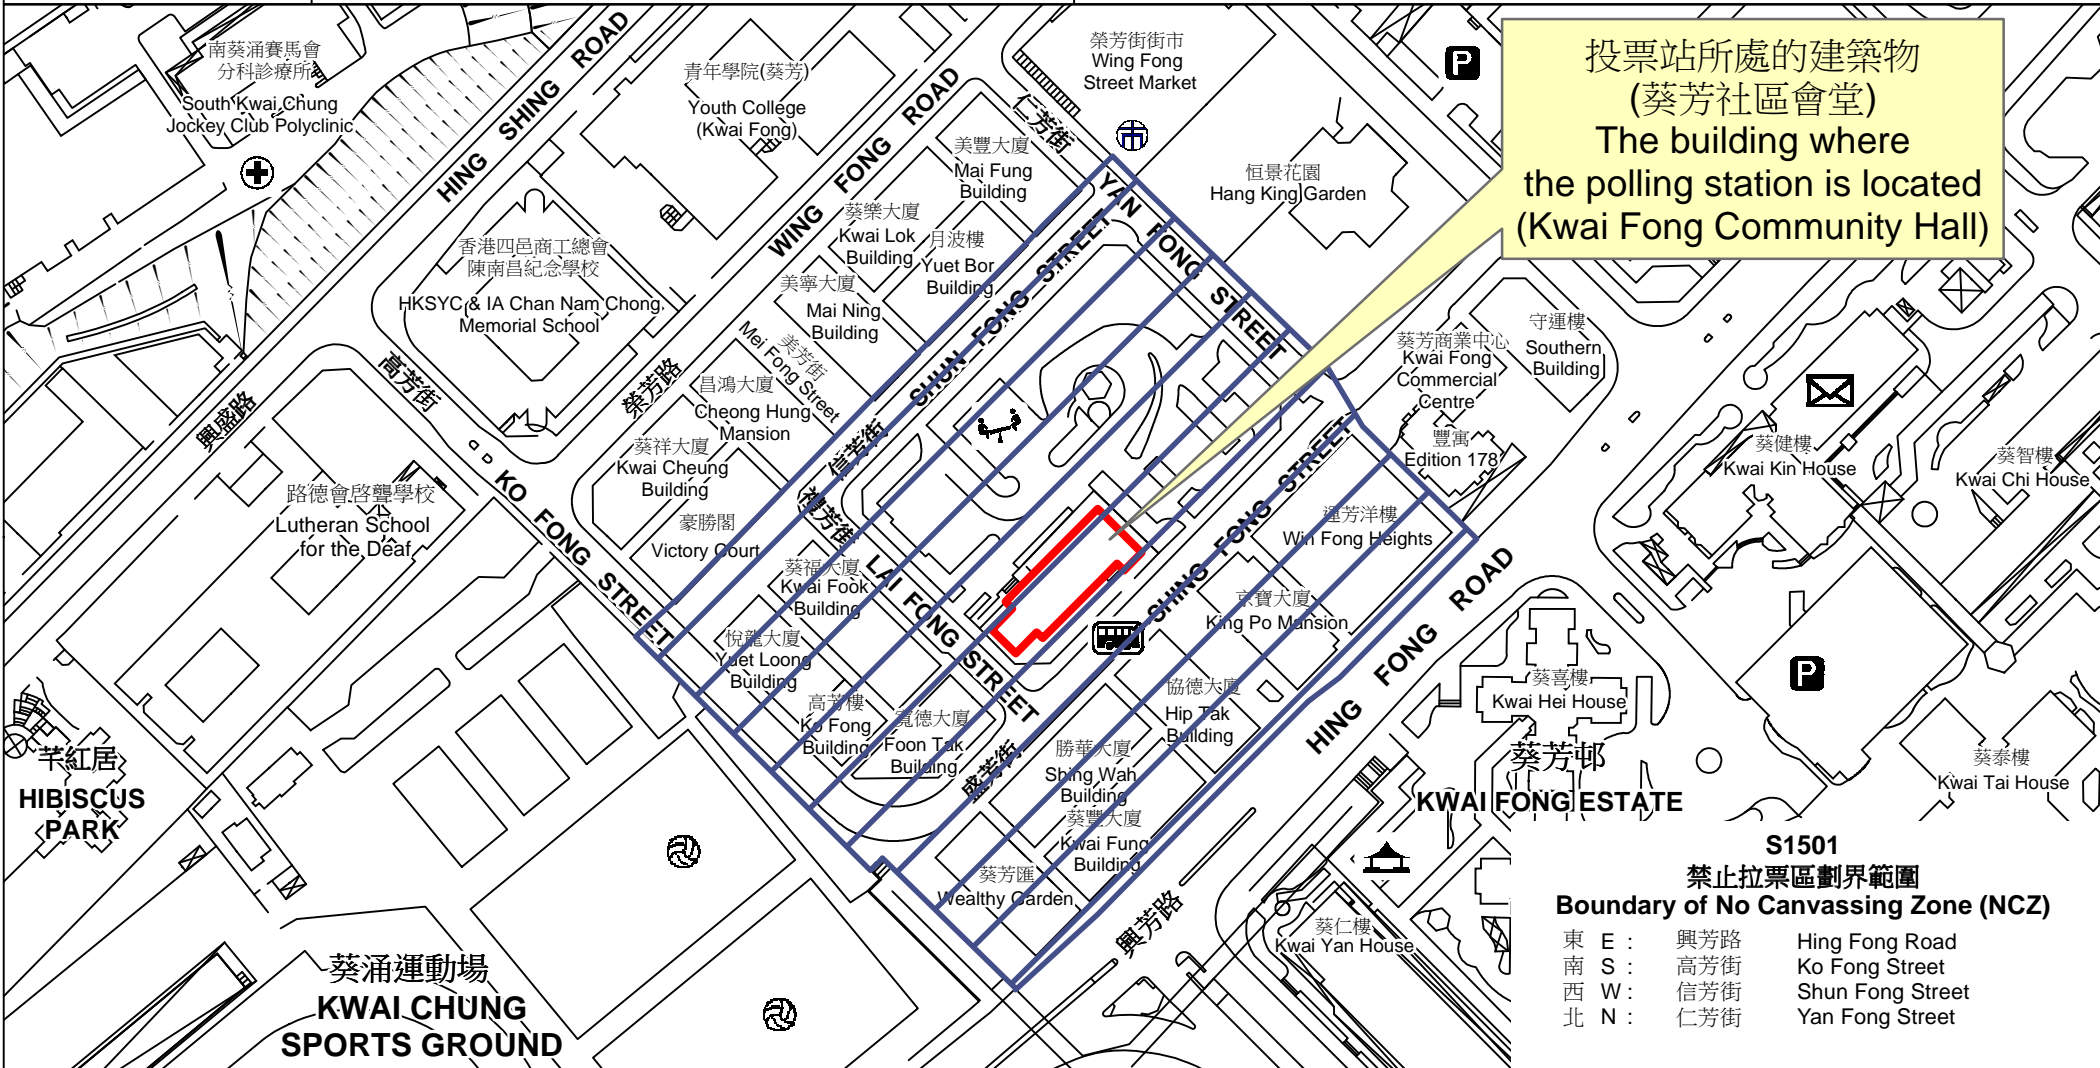 南葵涌賽馬會
分科診療所
South Kwai Chung
Jockey Club Polyclinic
HING SHING ROAD
青年學院(葵芳)
Youth College
(Kwai Fong)
WING FONG ROAD
榮芳街街市
Wing Fong
Street Market
P
投票站所處的建築物
(葵芳社區會堂)
The building where
the polling station is located
(Kwai Fong Community Hall)
仁芳街
YAN FONG STREET
美豐大廈
Mai Fung
Building
恒景花園
Hang King Garden
葵樂大廈
Kwai Lok
Building
月波樓
Yuet Bor
Building
香港四邑商工總會
陳南昌紀念學校
HKSYC & IA Chan Nam Chong
Memorial School
美寧大廈
Mai Ning
Building
美芳街
Mei Fong Street
SHUN FONG STREET
信芳街
高芳街
榮芳路
興盛路
昌鴻大廈
Cheong Hung
Mansion
葵祥大廈
Kwai Cheung
Building
豪勝閣
Victory Court
葵芳商業中心
Kwai Fong
Commercial
Centre
守運樓
Southern
Building
豐寓
Edition 178
葵健樓
Kwai Kin House
葵智樓
Kwai Chi House
路德會啓聾學校
Lutheran School
for the Deaf
KO FONG STREET
禮芳街
LAI FONG STREET
運芳洋樓
Win Fong Heights
SHING FONG STREET
盛芳街
京寶大廈
King Po Mansion
葵福大廈
Kwai Fook
Building
悅龍大廈
Yuet Loong
Building
高芳樓
Ko Fong
Building
寬德大廈
Foon Tak
Building
協德大廈
Hip Tak
Building
勝華大廈
Shing Wah
Building
葵豐大廈
Kwai Fung
Building
葵芳匯
Wealthy Garden
HING FONG ROAD
興芳路
葵喜樓
Kwai Hei House
P
葵芳邨
KWAI FONG ESTATE
葵泰樓
Kwai Tai House
葵仁樓
Kwai Yan House
芊紅居
HIBISCUS
PARK
葵涌運動場
KWAI CHUNG
SPORTS GROUND
S1501
禁止拉票區劃界範圍
Boundary of No Canvassing Zone (NCZ)
東 E : 興芳路 Hing Fong Road
南 S : 高芳街 Ko Fong Street
西 W : 信芳街 Shun Fong Street
北 N : 仁芳街 Yan Fong Street